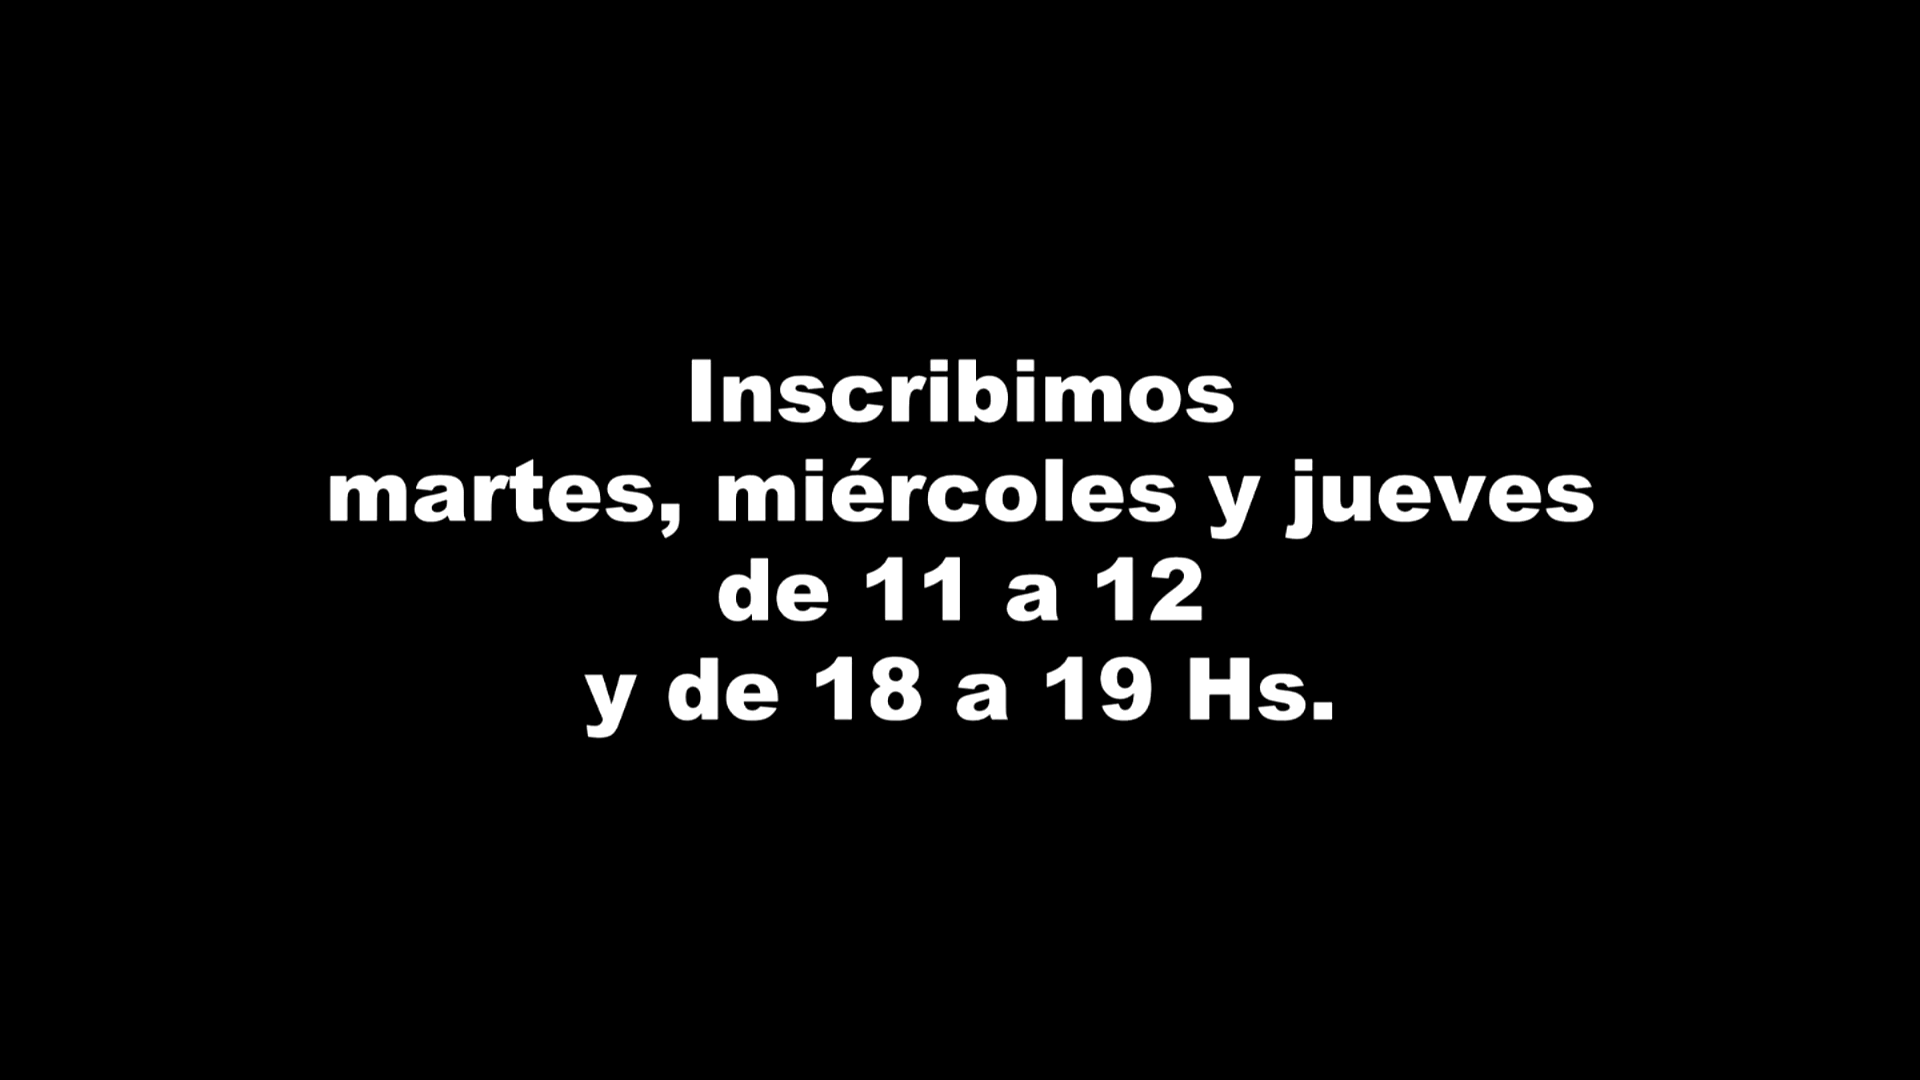 Inscribimos
martes, miércoles y jueves
de 11 a 12
y de 18 a 19 Hs.